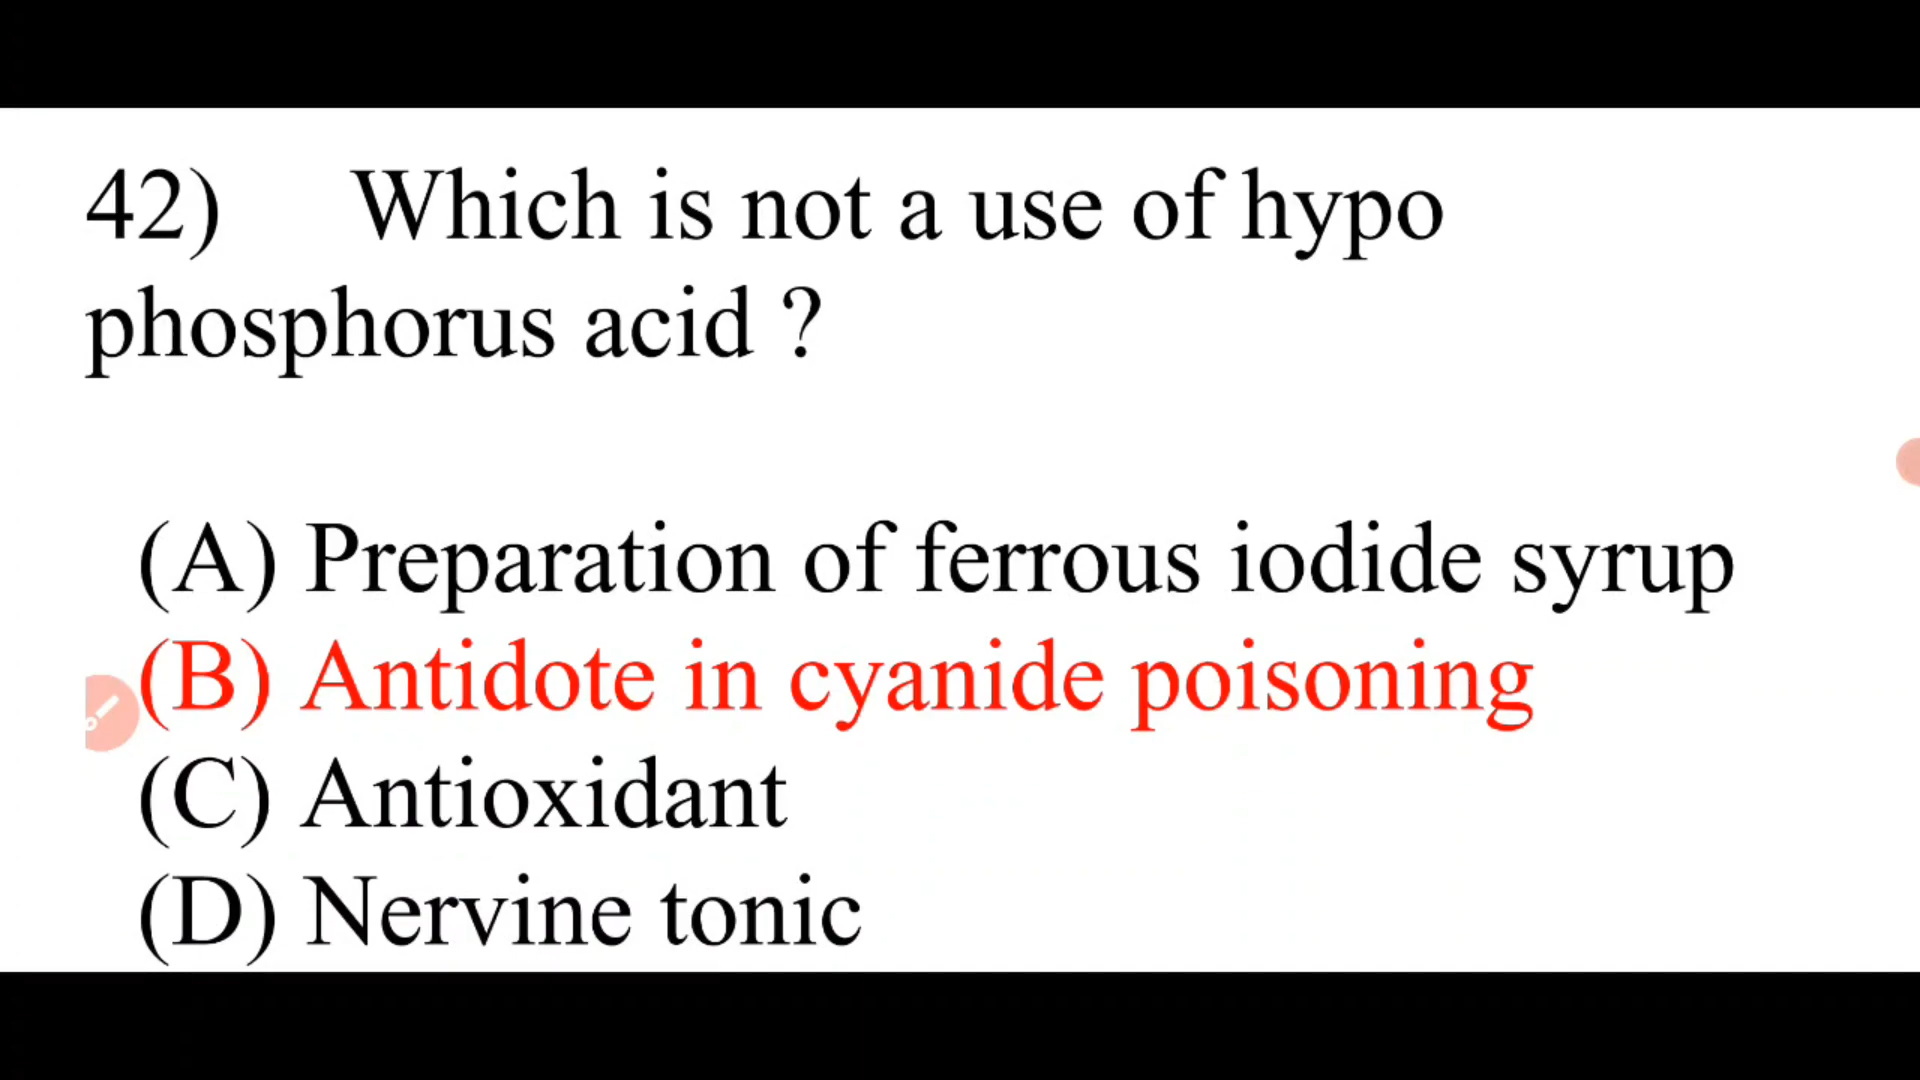 42) Which is not a use of hypo
phosphorus acid ?
(A) Preparation of ferrous iodide syrup
(B) Antidote in cyanide poisoning
(C) Antioxidant
(D) Nervine tonic